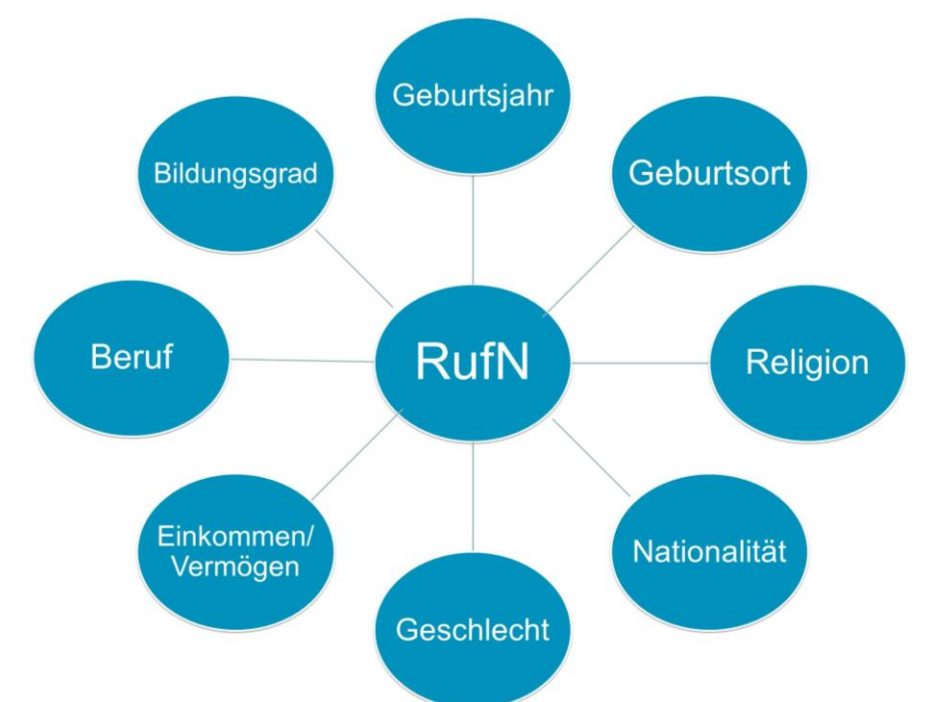 Geburtsjahr
Bildungsgrad
Geburtsort
Beruf
RufN
Religion
Einkommen/
Vermögen
Nationalität
Geschlecht